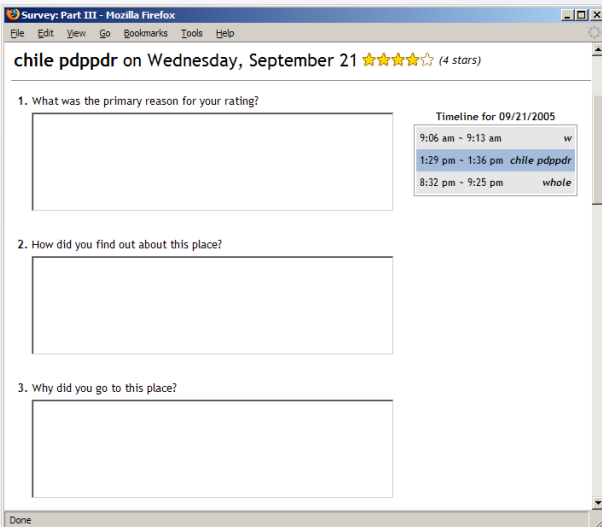 Survey: Part III - Mozilla Firefox
File Edit View Go Bookmarks Tools Help
chile pdppdr on Wednesday, September 21 (4 stars)
1. What was the primary reason for your rating?
Timeline for 09/21/2005
9:06 am ~ 9:13 am w
1:29 pm ~ 1:36 pm chile pdppdr
8:32 pm ~ 9:25 pm whole
2. How did you find out about this place?
3. Why did you go to this place?
Done